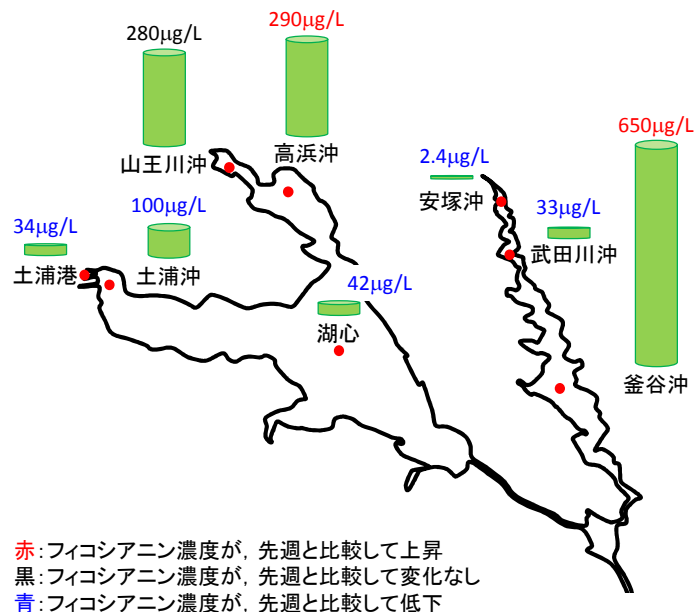 280μg/L
山王川沖
290μg/L
高浜沖
2.4μg/L
安塚沖
650μg/L
釜谷沖
34μg/L
土浦港
100μg/L
土浦沖
33μg/L
武田川沖
42μg/L
湖心
赤:フィコシアニン濃度が, 先週と比較して上昇
黒:フィコシアニン濃度が, 先週と比較して変化なし
青:フィコシアニン濃度が, 先週と比較して低下